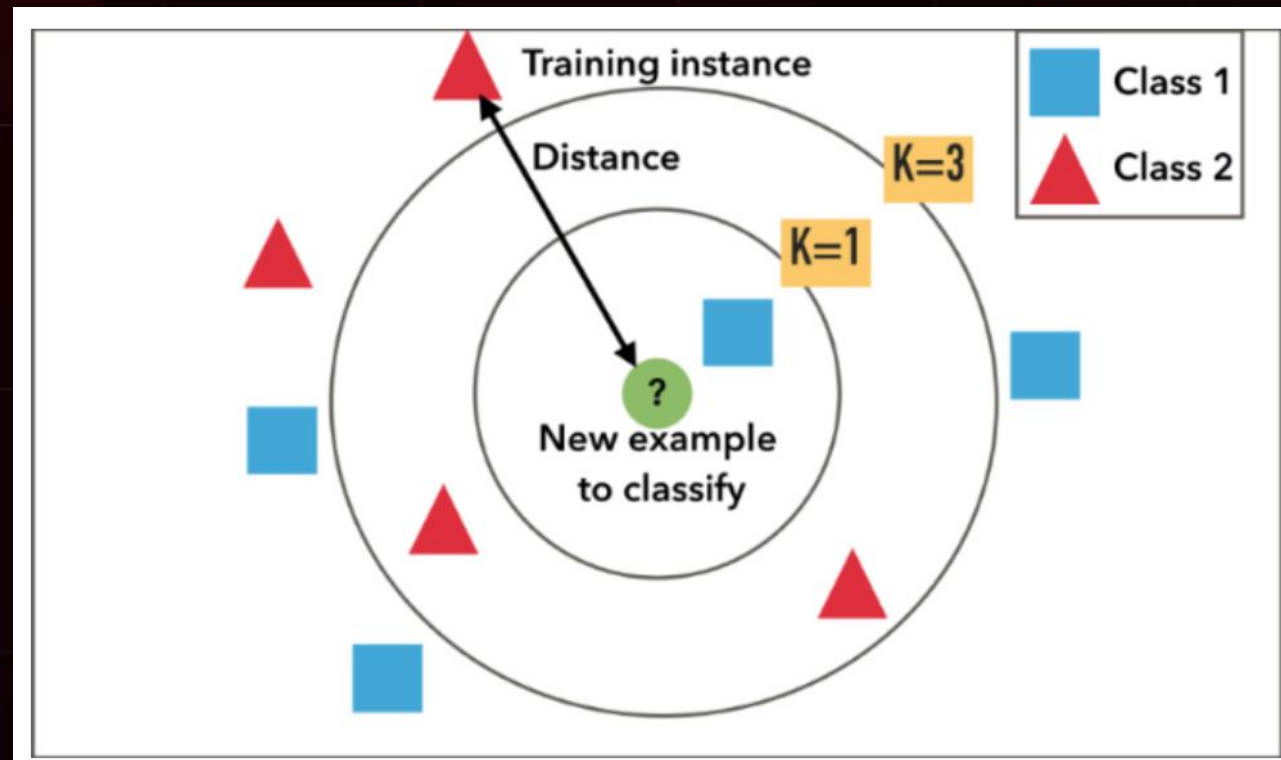 Training instance
Class 1
Distance
K=3
Class 2
K=1
?
New example
to classify